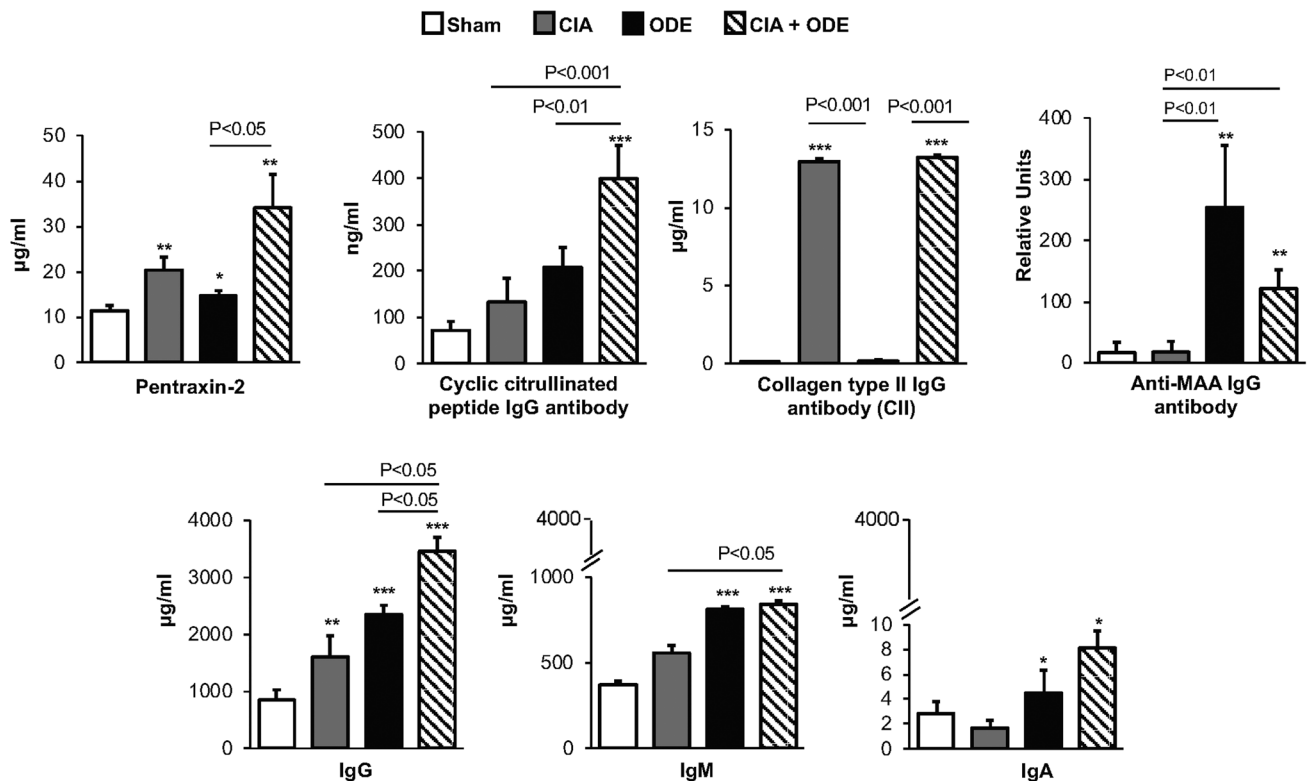 Sham CIA ODE CIA + ODE
P<0.05
50
40
30
20
10
0
µg/ml
**
*
**
Pentraxin-2
P<0.001
P<0.01
500
400
300
200
100
0
ng/ml
***
Cyclic citrullinated
peptide IgG antibody
P<0.001 P<0.001
15
12
13
5
0
µg/ml
***
***
Collagen type II IgG
antibody (CII)
P<0.01
P<0.01
400
300
200
100
0
Relative Units
**
**
Anti-MAA IgG
antibody
P<0.05
P<0.05
4000
3000
2000
1000
0
µg/ml
**
***
***
IgG
4000
1000
500
0
µg/ml
P<0.05
***
***
IgM
4000
10
8
6
4
2
0
µg/ml
*
*
IgA